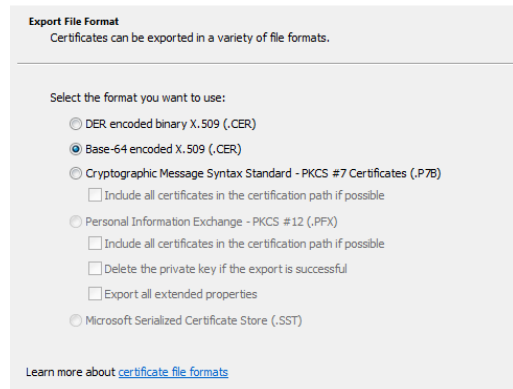 Export File Format
Certificates can be exported in a variety of file formats.
Select the format you want to use:
DER encoded binary X.509 (.CER)
Base-64 encoded X.509 (.CER)
Cryptographic Message Syntax Standard - PKCS #7 Certificates (.P7B)
Include all certificates in the certification path if possible
Personal Information Exchange - PKCS #12 (.PFX)
Include all certificates in the certification path if possible
Delete the private key if the export is successful
Export all extended properties
Microsoft Serialized Certificate Store (.SST)
Learn more about certificate file formats